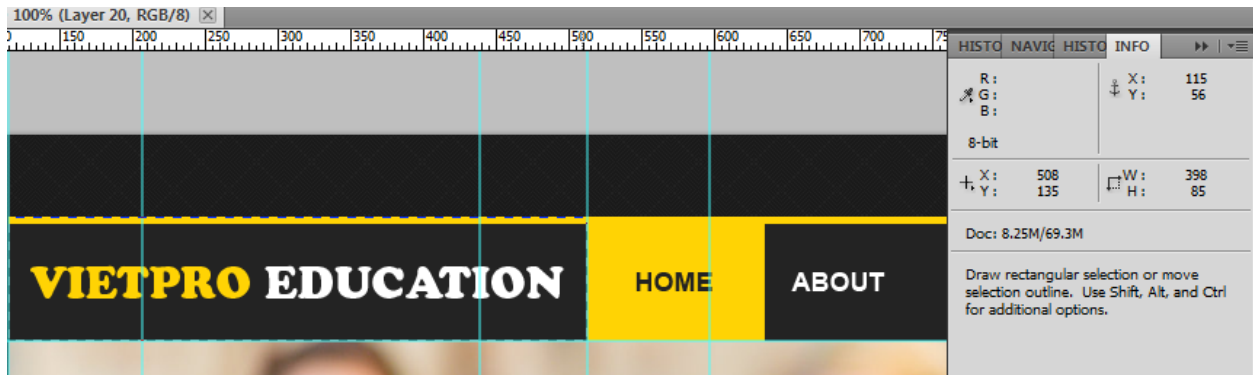 100% (Layer 20, RGB/8)
150 200 250 300 350 400 450 500 550 600 650 700 75
HISTO NAVIG HISTO INFO
R: X: 115
G: Y: 56
B:
8-bit
X: 508 W: 398
Y: 135 H: 85
Doc: 8.25M/69.3M
Draw rectangular selection or move
selection outline. Use Shift, Alt, and Ctrl
for additional options.
VIETPRO EDUCATION HOME ABOUT